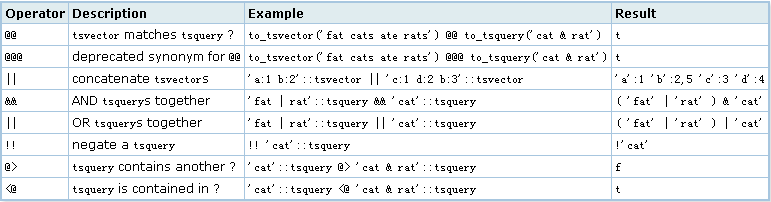 Operator Description Example Result
@@ tsvector matches tsquery ? to_tsvector('fat cats ate rats') @@ to_tsquery('cat & rat') t
@@@ deprecated synonym for @@ to_tsvector('fat cats ate rats') @@@ to_tsquery('cat & rat') t
|| concatenate tsvectors 'a:1 b:2'::tsvector || 'c:1 d:2 b:3'::tsvector 'a':1 'b':2,5 'c':3 'd':4
&& AND tsquerys together 'fat | rat'::tsquery && 'cat'::tsquery ( 'fat' | 'rat' ) & 'cat'
|| OR tsquerys together 'fat | rat'::tsquery || 'cat'::tsquery ( 'fat' | 'rat' ) | 'cat'
!! negate a tsquery !! 'cat'::tsquery !'cat'
@> tsquery contains another ? 'cat'::tsquery @> 'cat & rat'::tsquery f
<@ tsquery is contained in ? 'cat'::tsquery <@ 'cat & rat'::tsquery t